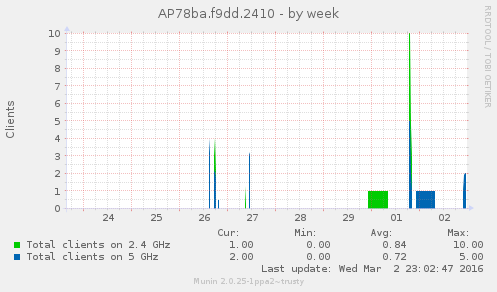 AP78ba.f9dd.2410 - by week
RRDTOOL / TOBI OETIKER
Clients
10
9
8
7
6
5
4
3
2
1
0
24 25 26 27 28 29 01 02
Cur: Min: Avg: Max:
Total clients on 2.4 GHz 1.00 0.00 0.84 10.00
Total clients on 5 GHz 2.00 0.00 0.72 5.00
Last update: Wed Mar 2 23:02:47 2016
Munin 2.0.25-1ppa2~trusty